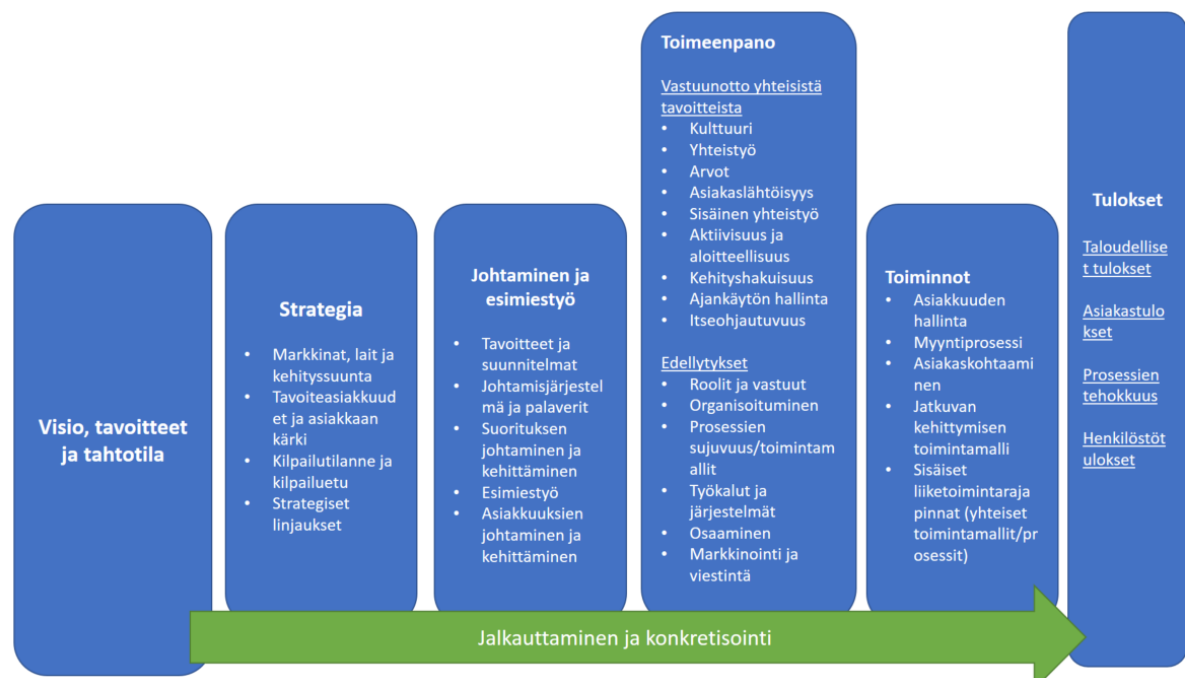 Visio, tavoitteet
ja tahtotila
Strategia
• Markkinat, lait ja
kehityssuunta
• Tavoiteasiakkuud
et ja asiakkaan
kärki
• Kilpailutilanne ja
kilpailuetu
• Strategiset
linjaukset
Johtaminen ja
esimiestyö
• Tavoitteet ja
suunnitelmat
• Johtamisjärjestel
mä ja palaverit
• Suorituksen
johtaminen ja
kehittäminen
• Esimiestyö
• Asiakkuuksien
johtaminen ja
kehittäminen
Toimeenpano
Vastuunotto yhteisistä
tavoitteista
• Kulttuuri
• Yhteistyö
• Arvot
• Asiakaslähtöisyys
• Sisäinen yhteistyö
• Aktiivisuus ja
aloitteellisuus
• Kehityshakuisuus
• Ajankäytön hallinta
• Itseohjautuvuus
Edellytykset
• Roolit ja vastuut
• Organisoituminen
• Prosessien
sujuvuus/toimintam
allit
• Työkalut ja
järjestelmät
• Osaaminen
• Markkinointi ja
viestintä
Toiminnot
• Asiakkuuden
hallinta
• Myyntiprosessi
• Asiakaskohtaami
nen
• Jatkuvan
kehittymisen
toimintamalli
• Sisäiset
liiketoimintaraja
pinnat (yhteiset
toimintamallit/pr
osessit)
Tulokset
Taloudellise
t tulokset
Asiakastulo
kset
Prosessien
tehokkuus
Henkilöstöt
ulokset
Jalkauttaminen ja konkretisointi